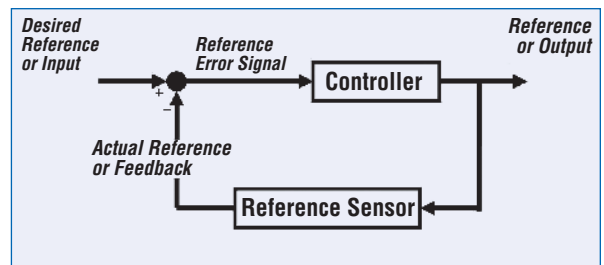 Desired
Reference
or Input
Reference
Error Signal
Controller
Reference
or Output
+
−
Actual Reference
or Feedback
Reference Sensor